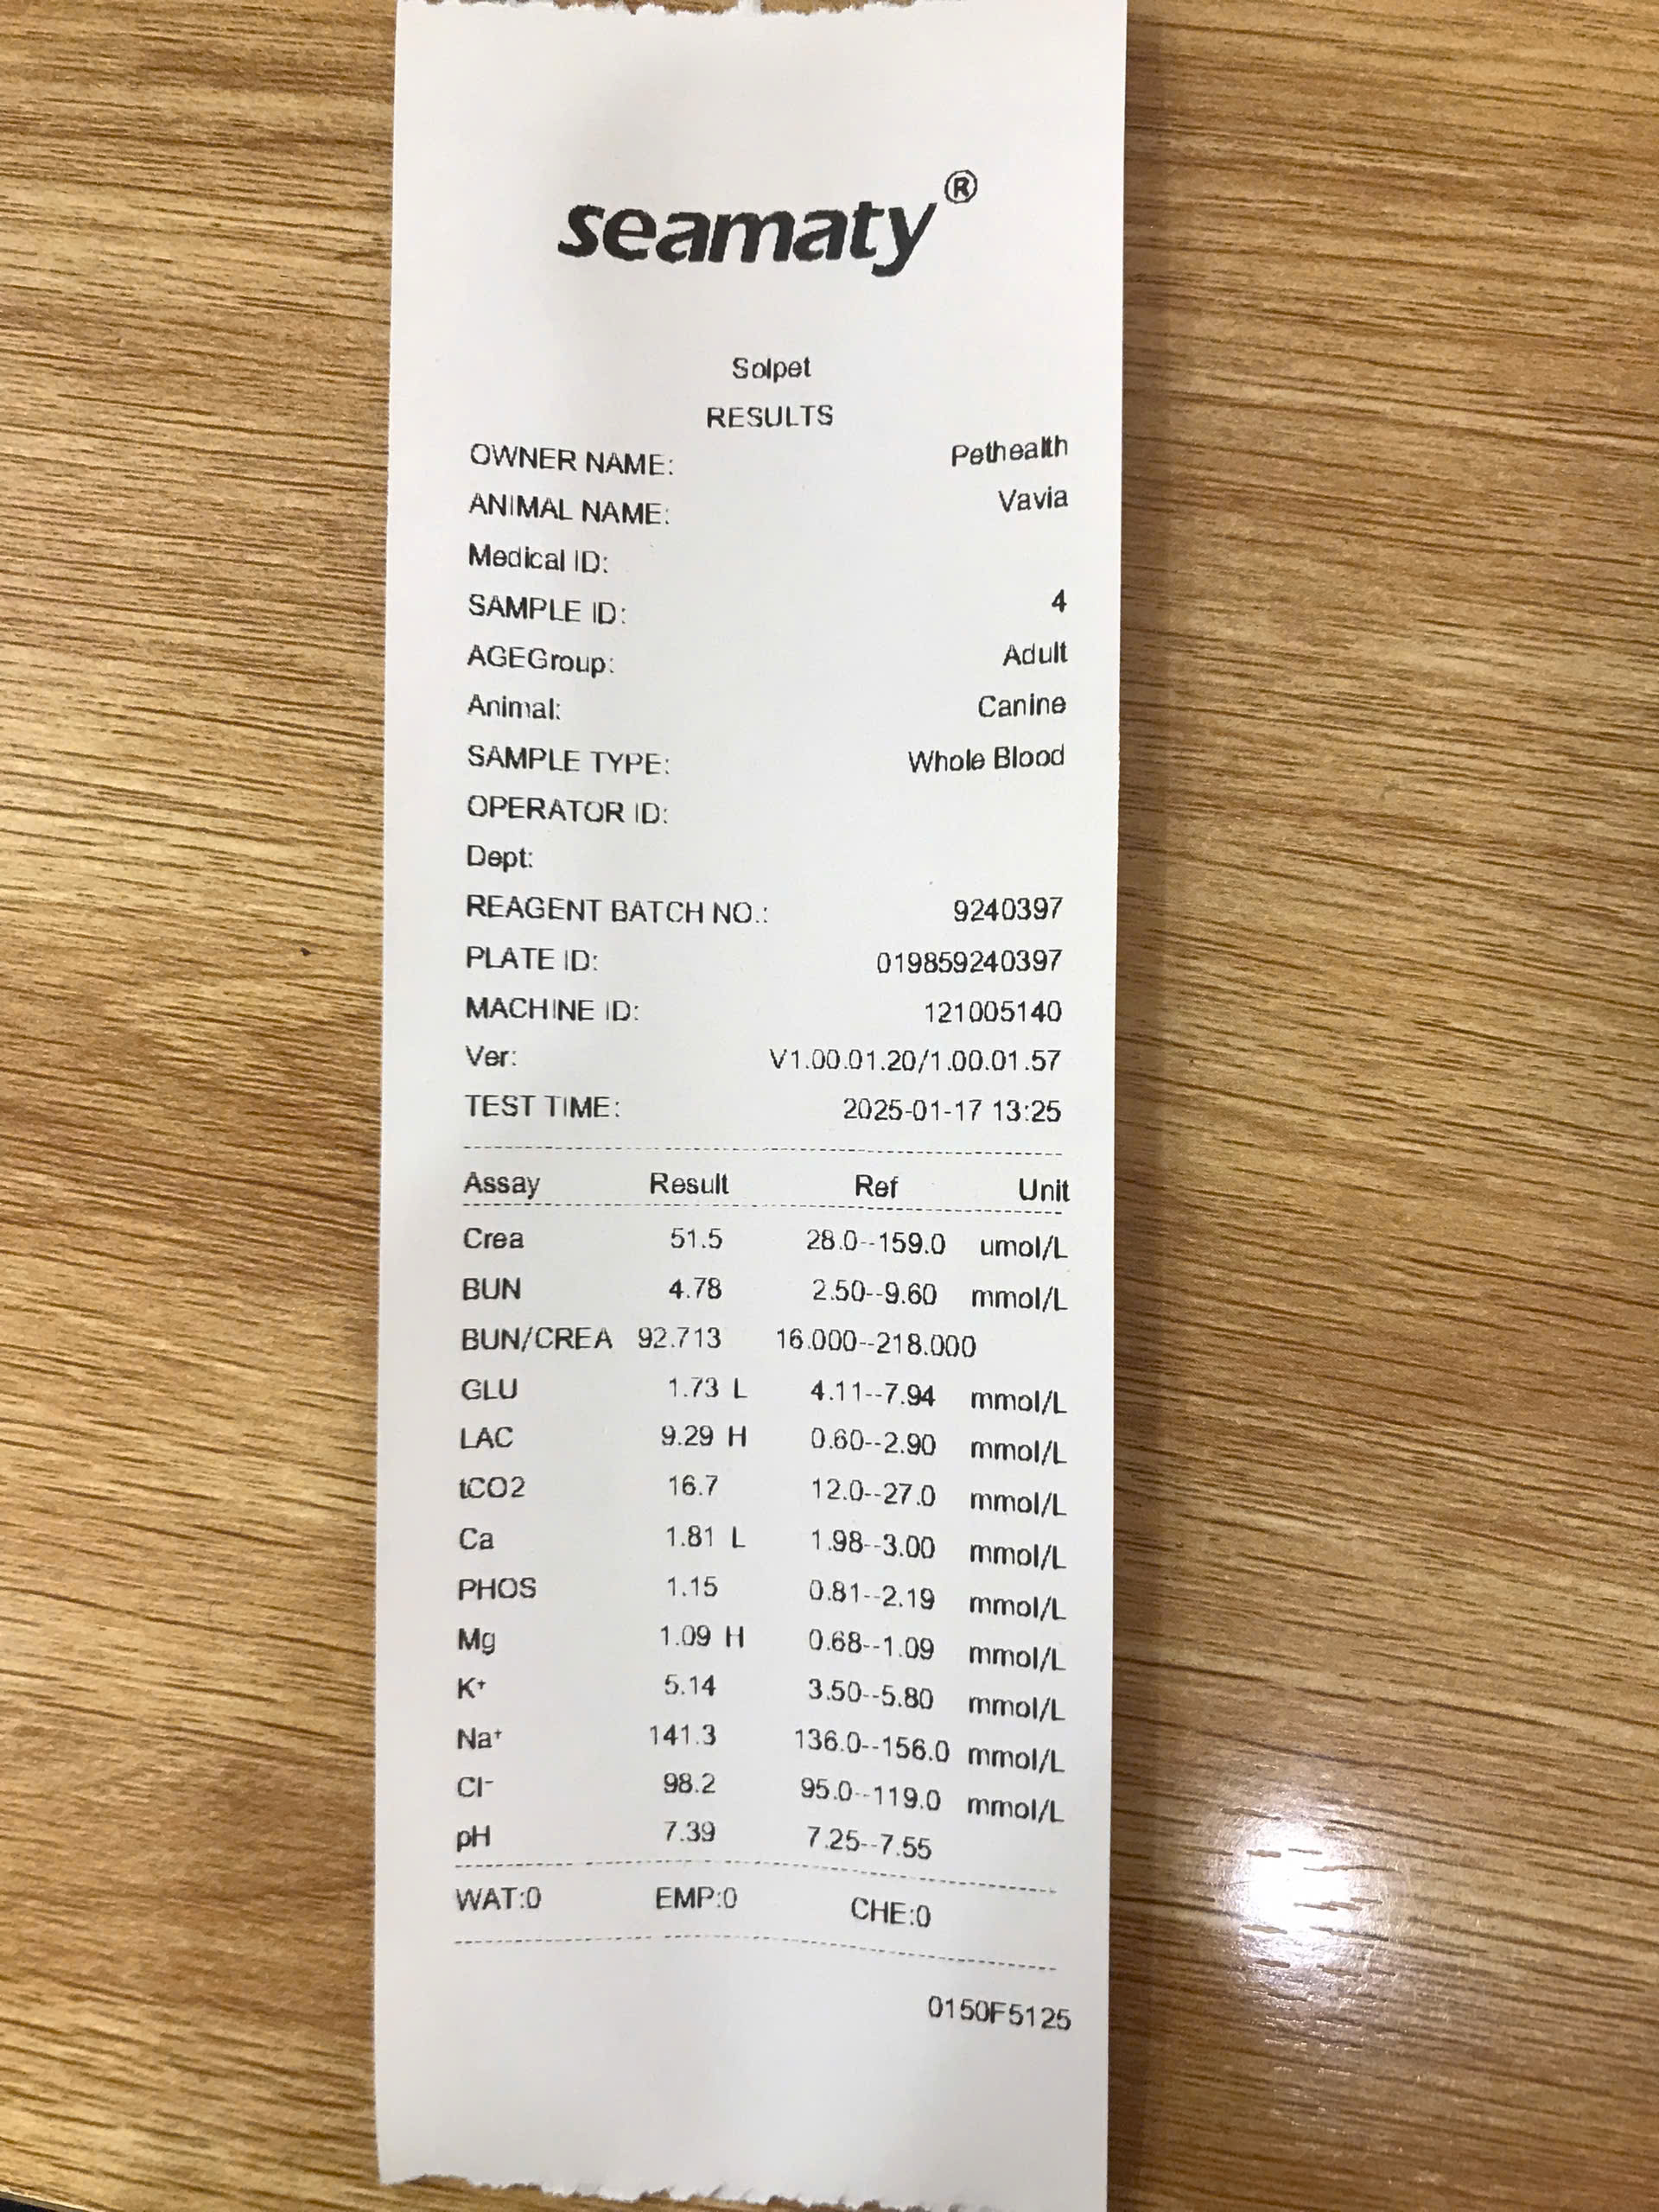 seamaty®
Solpet
RESULTS
OWNER NAME: Pethealth
ANIMAL NAME: Vavia
Medical ID:
SAMPLE ID: 4
AGEGroup: Adult
Animal: Canine
SAMPLE TYPE: Whole Blood
OPERATOR ID:
Dept:
REAGENT BATCH NO.: 9240397
PLATE ID: 019859240397
MACHINE ID: 121005140
Ver: V1.00.01.20/1.00.01.57
TEST TIME: 2025-01-17 13:25
Assay Result Ref Unit
Crea 51.5 28.0--159.0 umol/L
BUN 4.78 2.50--9.60 mmol/L
BUN/CREA 92.713 16.000--218.000
GLU 1.73 L 4.11--7.94 mmol/L
LAC 9.29 H 0.60--2.90 mmol/L
tCO2 16.7 12.0--27.0 mmol/L
Ca 1.81 L 1.98--3.00 mmol/L
PHOS 1.15 0.81--2.19 mmol/L
Mg 1.09 H 0.68--1.09 mmol/L
K⁺ 5.14 3.50--5.80 mmol/L
Na⁺ 141.3 136.0--156.0 mmol/L
Cl⁻ 98.2 95.0--119.0 mmol/L
pH 7.39 7.25--7.55
WAT:0 EMP:0 CHE:0
0150F5125